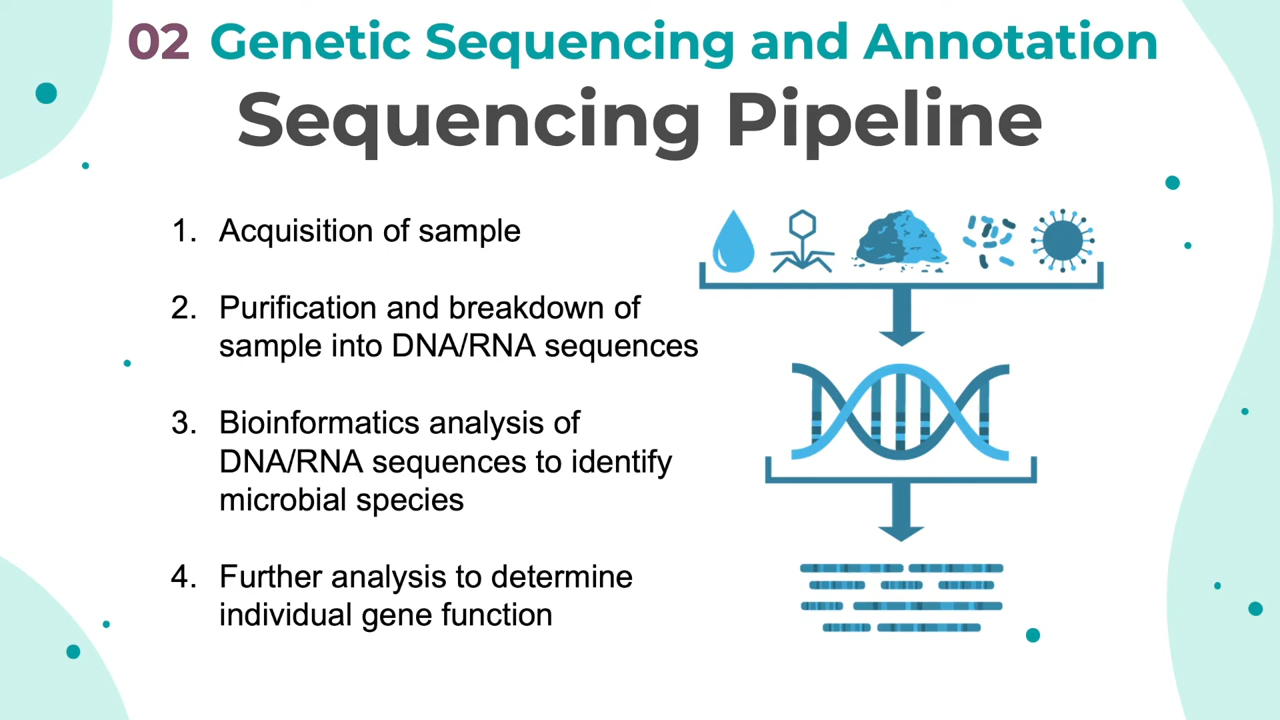 02 Genetic Sequencing and Annotation
Sequencing Pipeline
1. Acquisition of sample
2. Purification and breakdown of
sample into DNA/RNA sequences
3. Bioinformatics analysis of
DNA/RNA sequences to identify
microbial species
4. Further analysis to determine
individual gene function